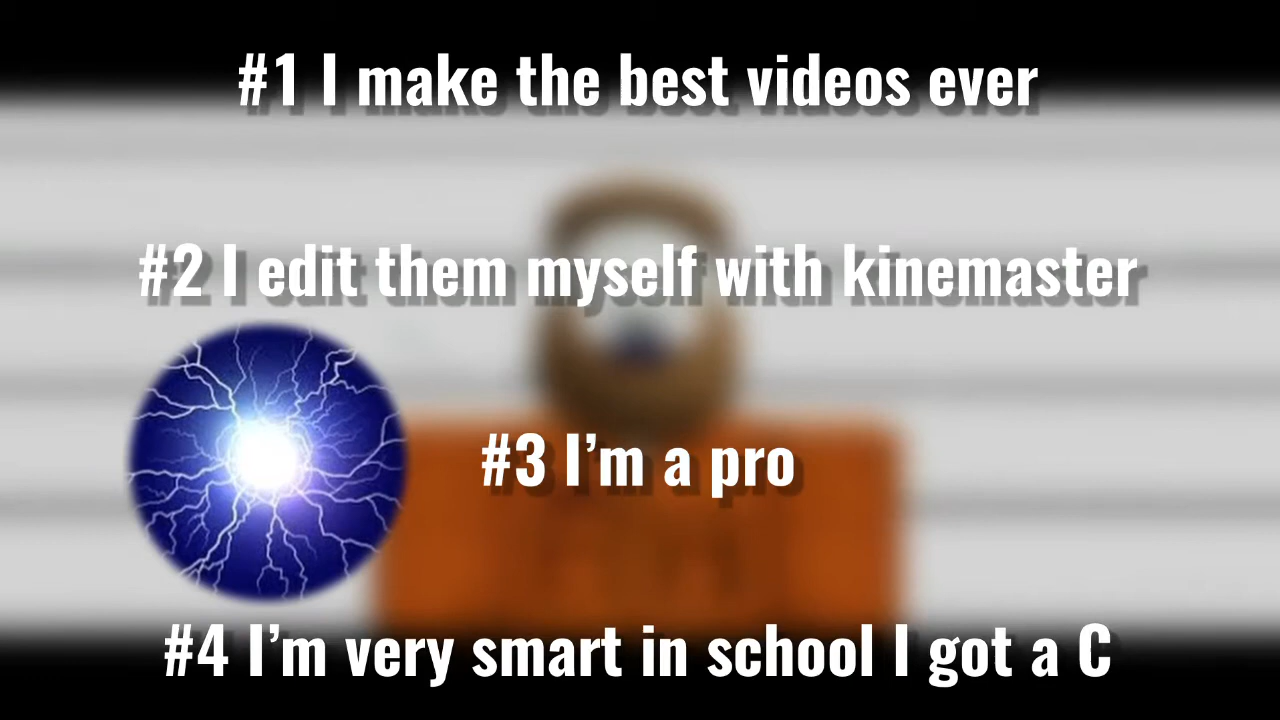 #1 I make the best videos ever
#2 I edit them myself with kinemaster
#3 I’m a pro
#4 I’m very smart in school I got a C